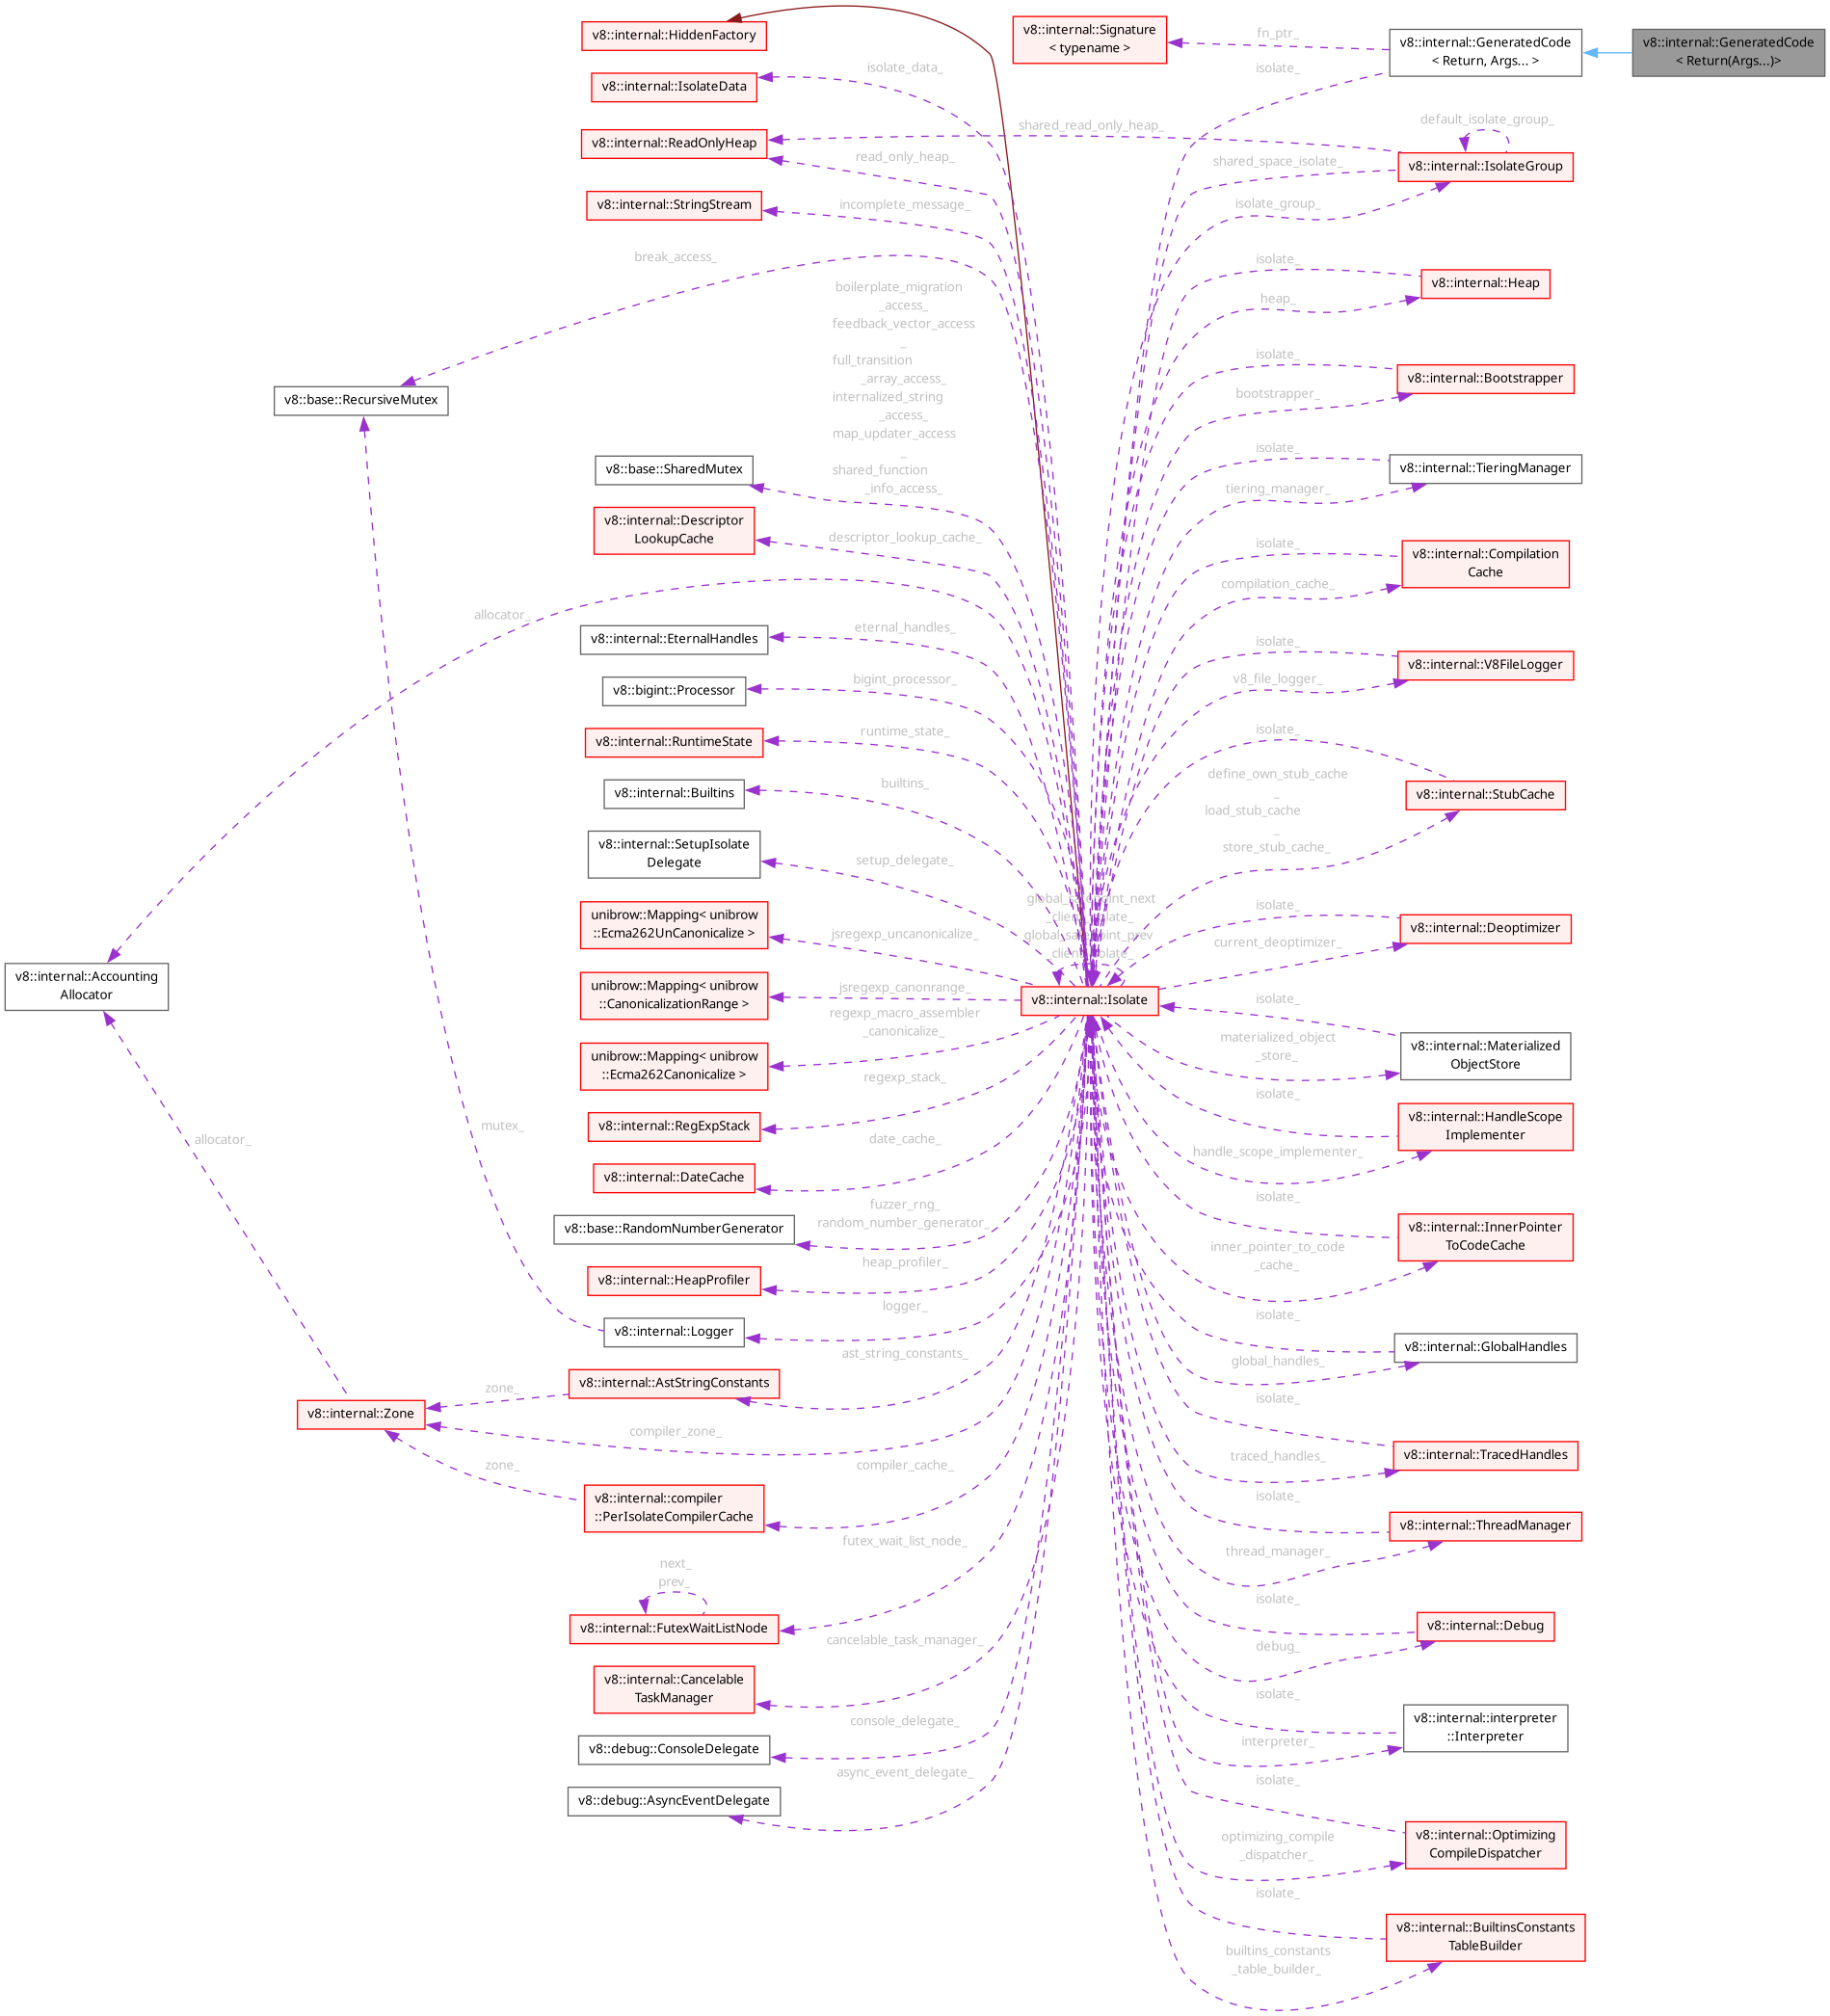 v8::internal::HiddenFactory
v8::internal::IsolateData
v8::internal::ReadOnlyHeap
v8::internal::StringStream
v8::base::RecursiveMutex
v8::base::SharedMutex
v8::internal::Descriptor
LookupCache
v8::internal::EternalHandles
v8::bigint::Processor
v8::internal::RuntimeState
v8::internal::Builtins
v8::internal::SetupIsolate
Delegate
unibrow::Mapping< unibrow
::Ecma262UnCanonicalize >
v8::internal::Accounting
Allocator
unibrow::Mapping< unibrow
::CanonicalizationRange >
unibrow::Mapping< unibrow
::Ecma262Canonicalize >
v8::internal::RegExpStack
v8::internal::DateCache
v8::base::RandomNumberGenerator
v8::internal::HeapProfiler
v8::internal::Logger
v8::internal::AstStringConstants
v8::internal::Zone
v8::internal::compiler
::PerIsolateCompilerCache
v8::internal::FutexWaitListNode
v8::internal::Cancelable
TaskManager
v8::debug::ConsoleDelegate
v8::debug::AsyncEventDelegate
isolate_data_
shared_read_only_heap_
read_only_heap_
incomplete_message_
break_access_
boilerplate_migration
_access_
feedback_vector_access
_
full_transition
_array_access_
internalized_string
_access_
map_updater_access
_
shared_function
_info_access_
descriptor_lookup_cache_
allocator_
eternal_handles_
bigint_processor_
runtime_state_
builtins_
setup_delegate_
jsregexp_uncanonicalize_
jsregexp_canonrange_
regexp_macro_assembler
_canonicalize_
regexp_stack_
date_cache_
mutex_
allocator_
fuzzer_rng_
random_number_generator_
heap_profiler_
logger_
ast_string_constants_
zone_
compiler_zone_
zone_
compiler_cache_
futex_wait_list_node_
next_
prev_
cancelable_task_manager_
console_delegate_
async_event_delegate_
global_safepoint_next
_client_isolate_
global_safepoint_prev
_client_isolate_
v8::internal::Isolate
v8::internal::Signature
< typename >
fn_ptr_
isolate_
v8::internal::GeneratedCode
< Return, Args... >
v8::internal::GeneratedCode
< Return(Args...)>
default_isolate_group_
shared_space_isolate_
v8::internal::IsolateGroup
isolate_group_
isolate_
v8::internal::Heap
heap_
isolate_
v8::internal::Bootstrapper
bootstrapper_
isolate_
v8::internal::TieringManager
tiering_manager_
isolate_
v8::internal::Compilation
Cache
compilation_cache_
isolate_
v8::internal::V8FileLogger
v8_file_logger_
isolate_
define_own_stub_cache
_
load_stub_cache
_
store_stub_cache_
v8::internal::StubCache
isolate_
v8::internal::Deoptimizer
current_deoptimizer_
isolate_
materialized_object
_store_
v8::internal::Materialized
ObjectStore
isolate_
v8::internal::HandleScope
Implementer
handle_scope_implementer_
isolate_
v8::internal::InnerPointer
ToCodeCache
inner_pointer_to_code
_cache_
isolate_
v8::internal::GlobalHandles
global_handles_
isolate_
v8::internal::TracedHandles
traced_handles_
isolate_
v8::internal::ThreadManager
thread_manager_
isolate_
v8::internal::Debug
debug_
isolate_
v8::internal::interpreter
::Interpreter
interpreter_
isolate_
v8::internal::Optimizing
CompileDispatcher
optimizing_compile
_dispatcher_
isolate_
v8::internal::BuiltinsConstants
TableBuilder
builtins_constants
_table_builder_